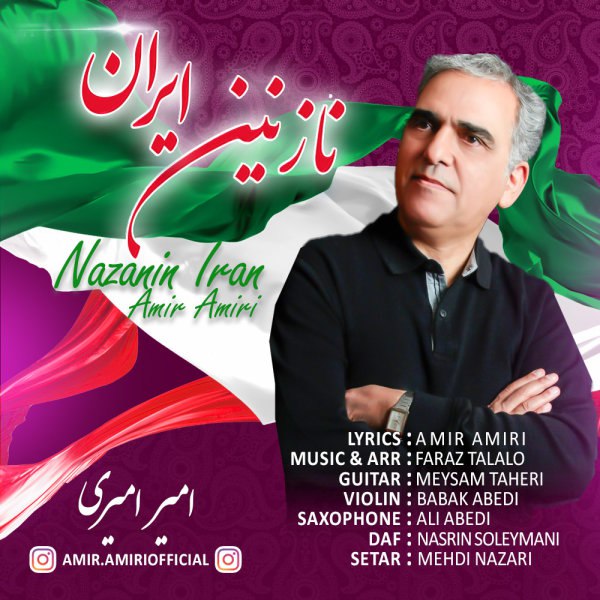 نازنین ایران
Nazanin Iran
Amir Amiri
LYRICS : AMIR AMIRI
MUSIC & ARR : FARAZ TALALO
GUITAR : MEYSAM TAHERI
VIOLIN : BABAK ABEDI
SAXOPHONE : ALI ABEDI
DAF : NASRIN SOLEYMANI
SETAR : MEHDI NAZARI
امیر امیری
AMIR.AMIRIOFFICIAL